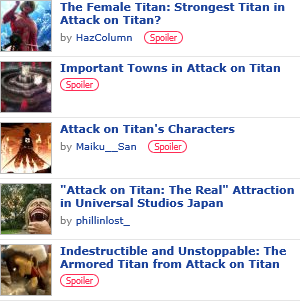 The Female Titan: Strongest Titan in
Attack on Titan?
by HazColumn Spoiler
Important Towns in Attack on Titan
Spoiler
Attack on Titan's Characters
by Maiku__San Spoiler
"Attack on Titan: The Real" Attraction
in Universal Studios Japan
by phillinlost_
Indestructible and Unstoppable: The
Armored Titan from Attack on Titan
Spoiler